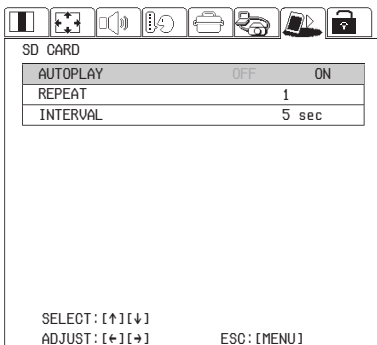 SD CARD
AUTOPLAY OFF ON
REPEAT 1
INTERVAL 5 sec
SELECT:[↑][↓]
ADJUST:[←][→] ESC:[MENU]